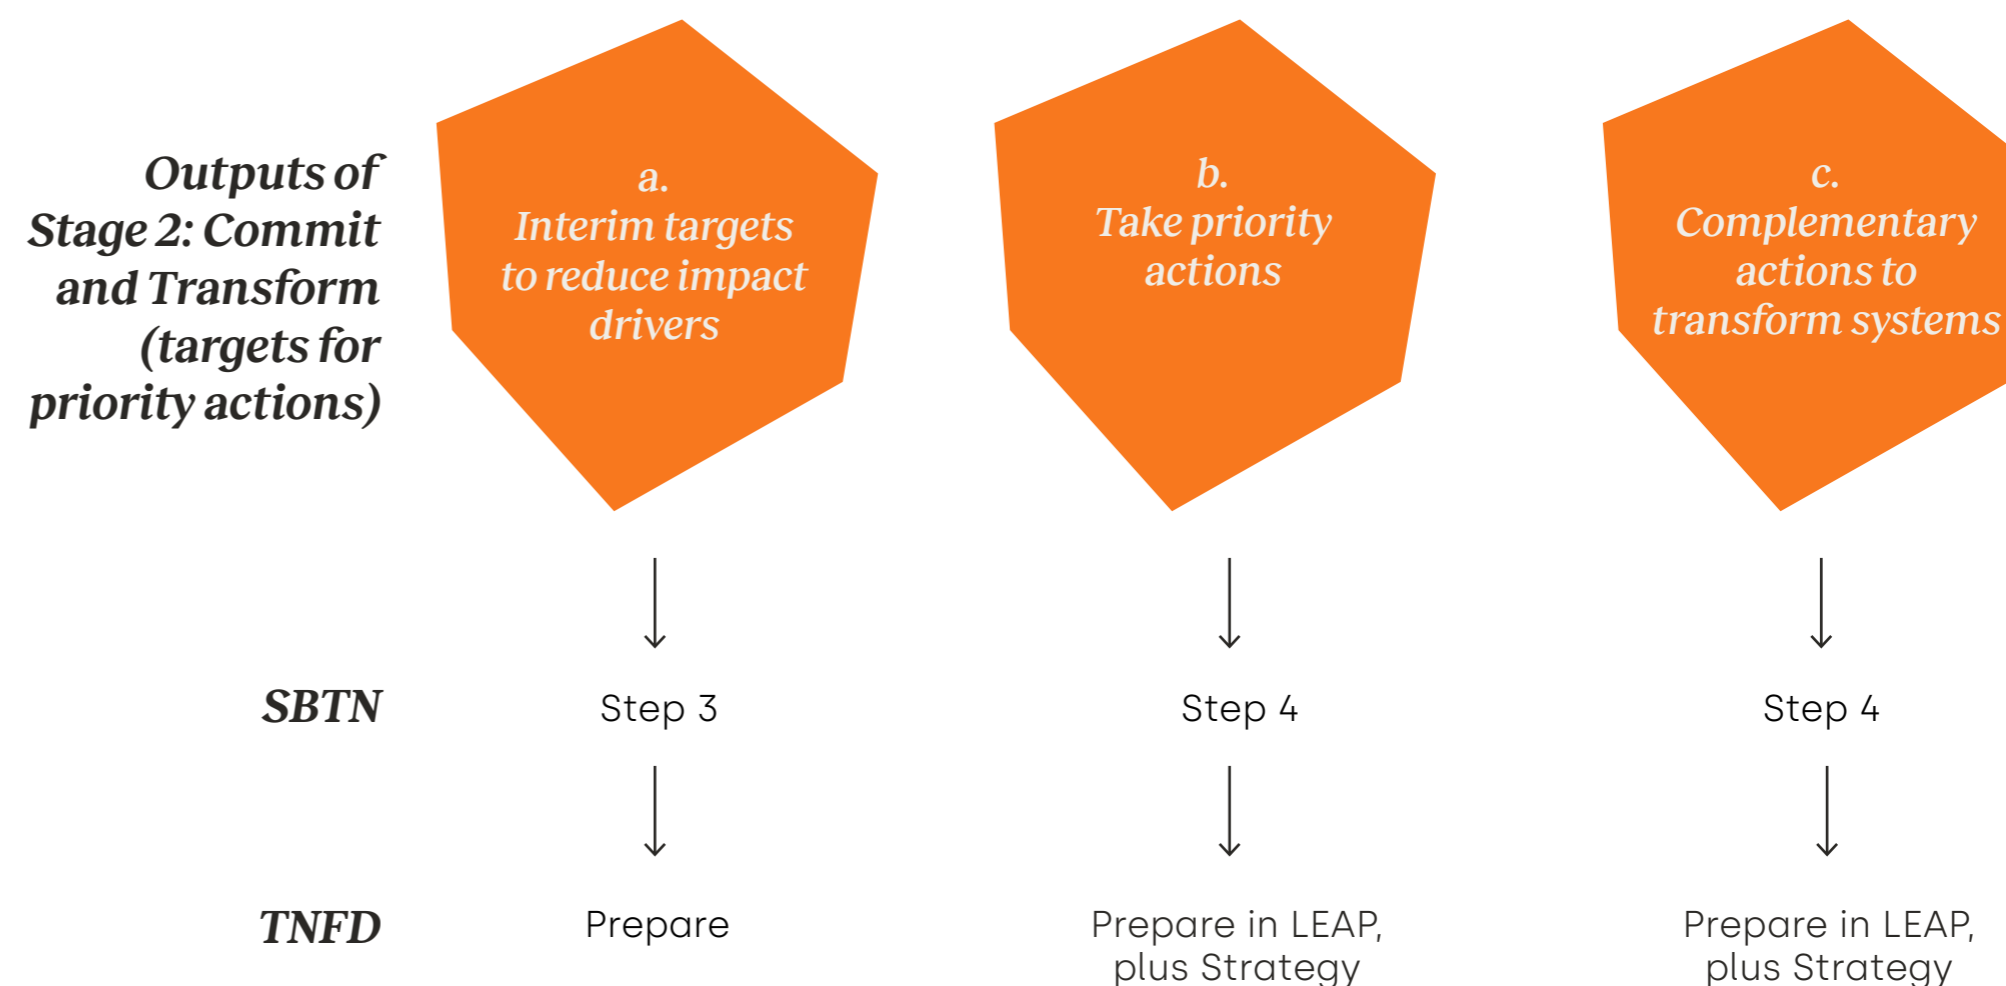 Outputs of
Stage 2: Commit
and Transform
(targets for
priority actions)
a.
Interim targets
to reduce impact
drivers
b.
Take priority
actions
c.
Complementary
actions to
transform systems
SBTN
Step 3
Step 4
Step 4
TNFD
Prepare
Prepare in LEAP,
plus Strategy
Prepare in LEAP,
plus Strategy